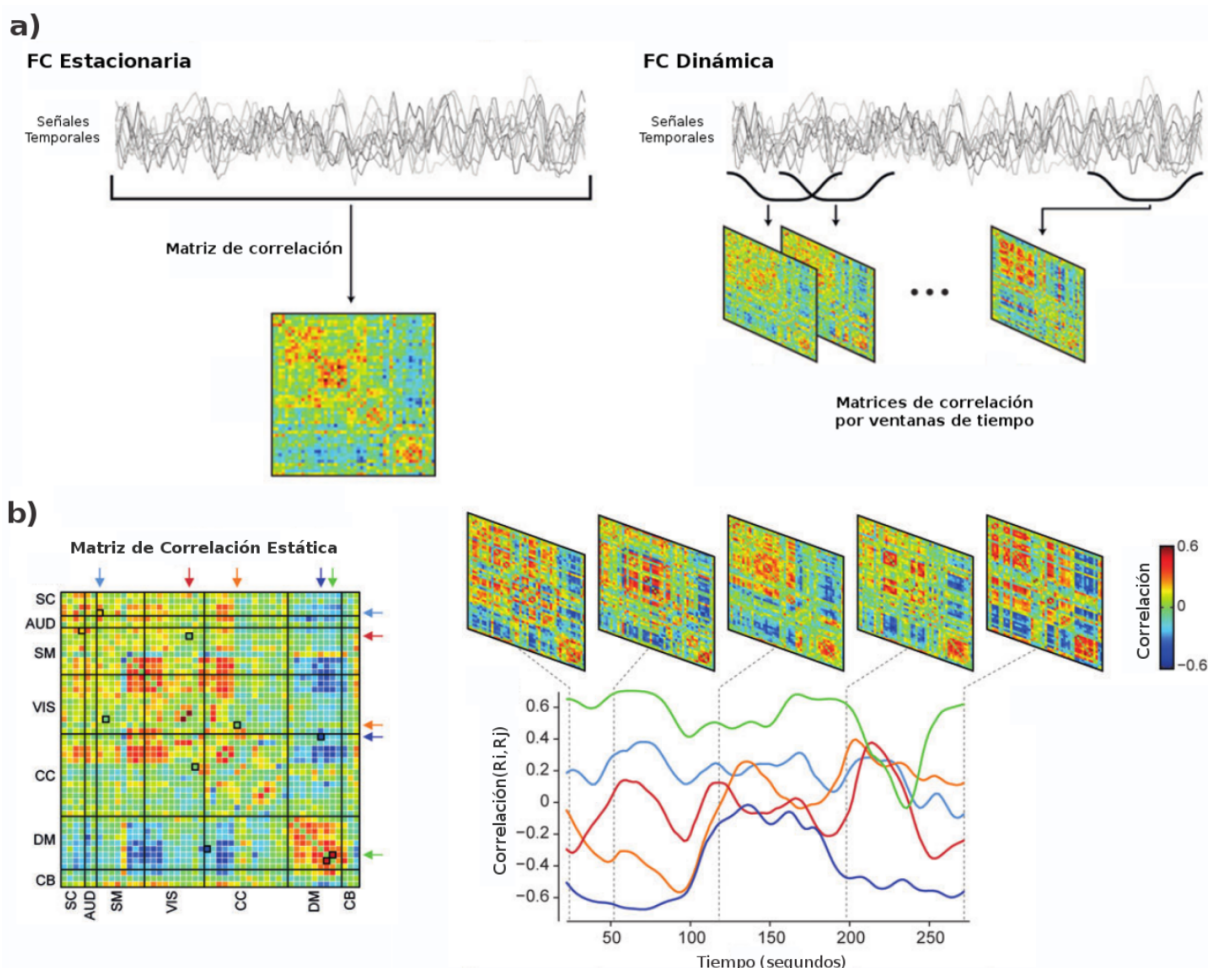 a)
FC Estacionaria
Señales
Temporales
Matriz de correlación
FC Dinámica
Señales
Temporales
Matrices de correlación
por ventanas de tiempo
b)
Matriz de Correlación Estática
SC
AUD
SM
VIS
CC
DM
CB
SC
AUD
SM
VIS
CC
DM
CB
0.6
0
−0.6
Correlación
Correlación(Ri,Rj)
0.6
0.4
0.2
0
−0.2
−0.4
−0.6
50
100
150
200
250
Tiempo (segundos)